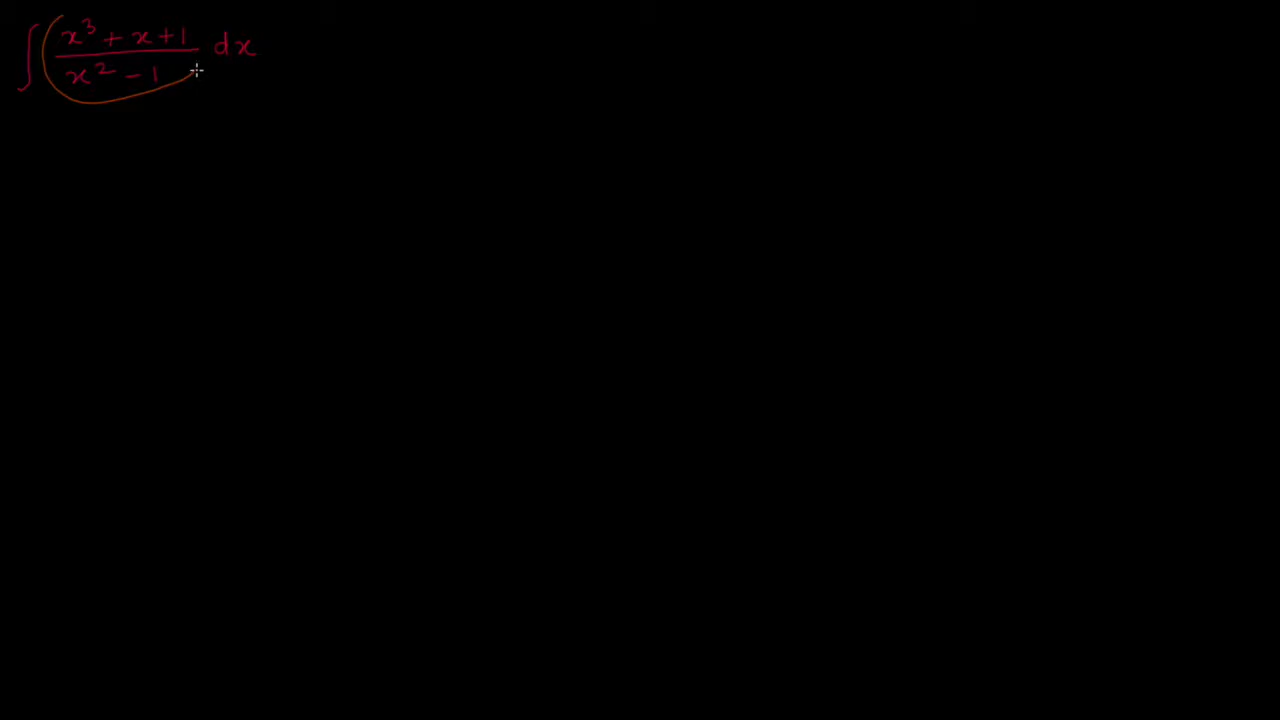 ∫ (x³ + x + 1)/(x² - 1) dx